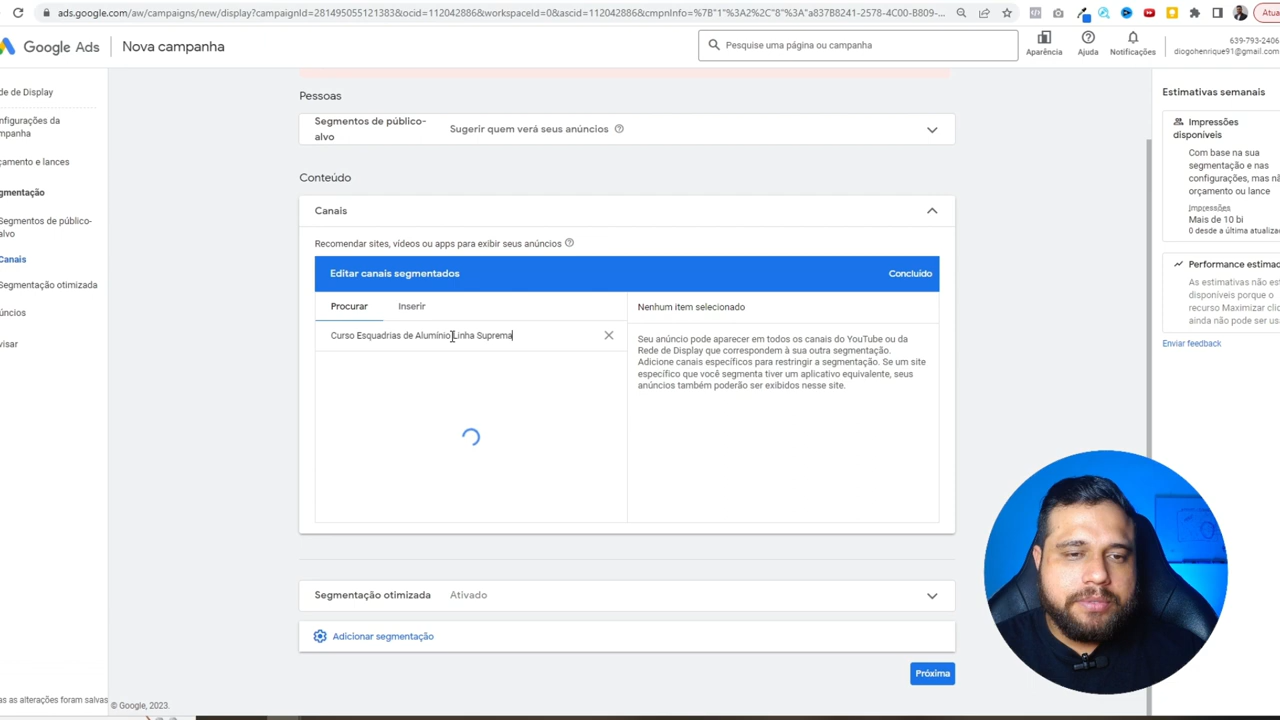 ads.google.com/aw/campaigns/new/display?campaignId=281495055121383&ocid=112042886&workspaceId=0&ascid=112042886&cmpnInfo=%7B"1"%3A2%2C"8"%3A"a837B8241-2578-4C00-B809-...
Atua
Google Ads
Nova campanha
Pesquise uma página ou campanha
Aparência
Ajuda
Notificações
639-793-2406
diogohenrique91@gmail.com
de de Display
nfigurações da
mpanha
çamento e lances
gmentação
Segmentos de público-
alvo
Canais
Segmentação otimizada
úncios
visar
as as alterações foram salvas
Pessoas
Segmentos de público-
alvo
Sugerir quem verá seus anúncios
Conteúdo
Canais
Recomendar sites, vídeos ou apps para exibir seus anúncios
Editar canais segmentados
Concluído
Procurar
Inserir
Curso Esquadrias de Alumínio Linha Suprema
Nenhum item selecionado
Seu anúncio pode aparecer em todos os canais do YouTube ou da
Rede de Display que correspondem à sua outra segmentação.
Adicione canais específicos para restringir a segmentação. Se um site
específico que você segmenta tiver um aplicativo equivalente, seus
anúncios também poderão ser exibidos nesse site.
Segmentação otimizada
Ativado
Adicionar segmentação
Próxima
© Google, 2023.
Estimativas semanais
Impressões
disponíveis
Com base na sua
segmentação e nas
configurações, mas nã
orçamento ou lance
Impressões
Mais de 10 bi
0 desde a última atualiza
Performance estimad
As estimativas não est
disponíveis porque o
recurso Maximizar clic
ainda não pode ser us
Enviar feedback